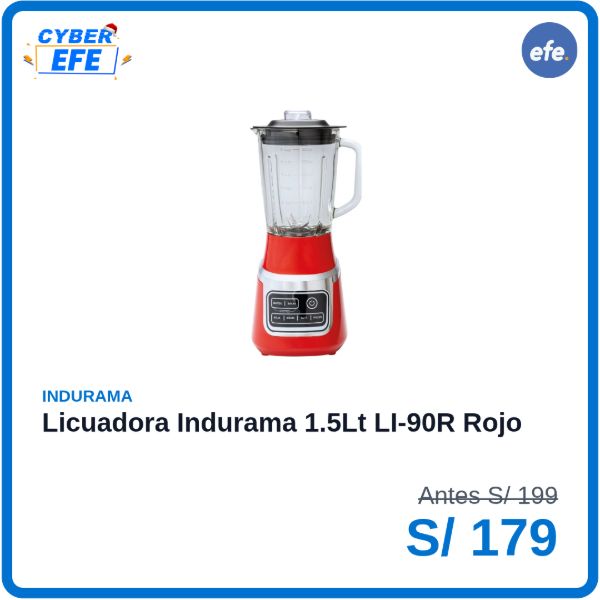 CYBER
EFE
efe.
INDURAMA
Licuadora Indurama 1.5Lt LI-90R Rojo
Antes S/ 199
S/ 179